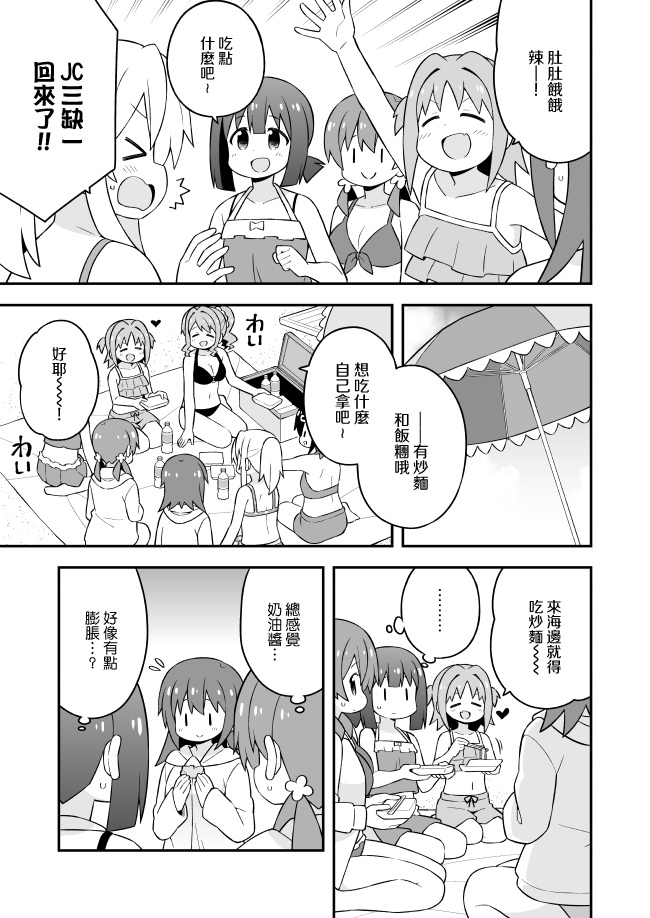 肚肚餓餓
辣—！
吃點
什麼吧～
JC三缺一
回來了!!
——有炒麵
和飯糰哦
想吃什麼
自己拿吧～
わい
好耶～～！
わい
來海邊就得
吃炒麵～～
………
總感覺
奶油醬…
好像有點
膨脹…？